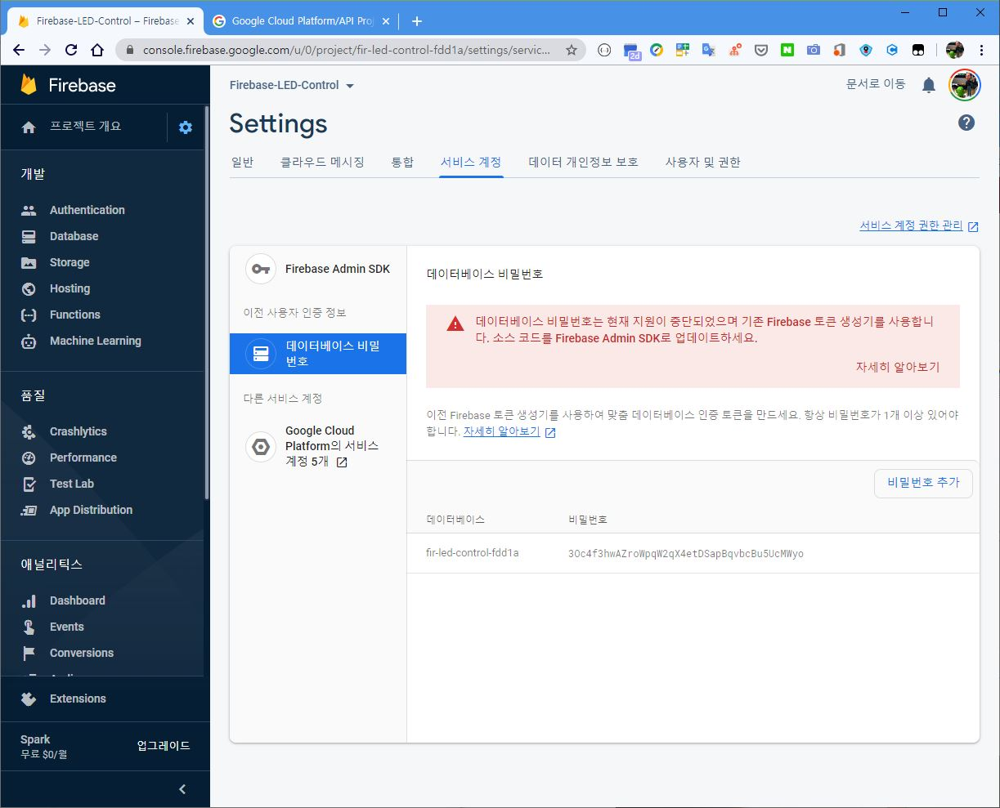 Firebase-LED-Control – Firebase
Google Cloud Platform/API Proj
console.firebase.google.com/u/0/project/fir-led-control-fdd1a/settings/servic...
2d
Firebase
프로젝트 개요
개발
Authentication
Database
Storage
Hosting
Functions
Machine Learning
품질
Crashlytics
Performance
Test Lab
App Distribution
애널리틱스
Dashboard
Events
Conversions
Extensions
Spark
무료 $0/월
업그레이드
Firebase-LED-Control
문서로 이동
Settings
일반 클라우드 메시징 통합 서비스 계정 데이터 개인정보 보호 사용자 및 권한
서비스 계정 권한 관리
Firebase Admin SDK
이전 사용자 인증 정보
데이터베이스 비밀
번호
다른 서비스 계정
Google Cloud
Platform의 서비스
계정 5개
데이터베이스 비밀번호
데이터베이스 비밀번호는 현재 지원이 중단되었으며 기존 Firebase 토큰 생성기를 사용합니
다. 소스 코드를 Firebase Admin SDK로 업데이트하세요.
자세히 알아보기
이전 Firebase 토큰 생성기를 사용하여 맞춤 데이터베이스 인증 토큰을 만드세요. 항상 비밀번호가 1개 이상 있어야
합니다. 자세히 알아보기
비밀번호 추가
데이터베이스 비밀번호
fir-led-control-fdd1a 3Oc4f3hwAZroWpqW2qX4etDSapBqvbcBu5UcMWyo